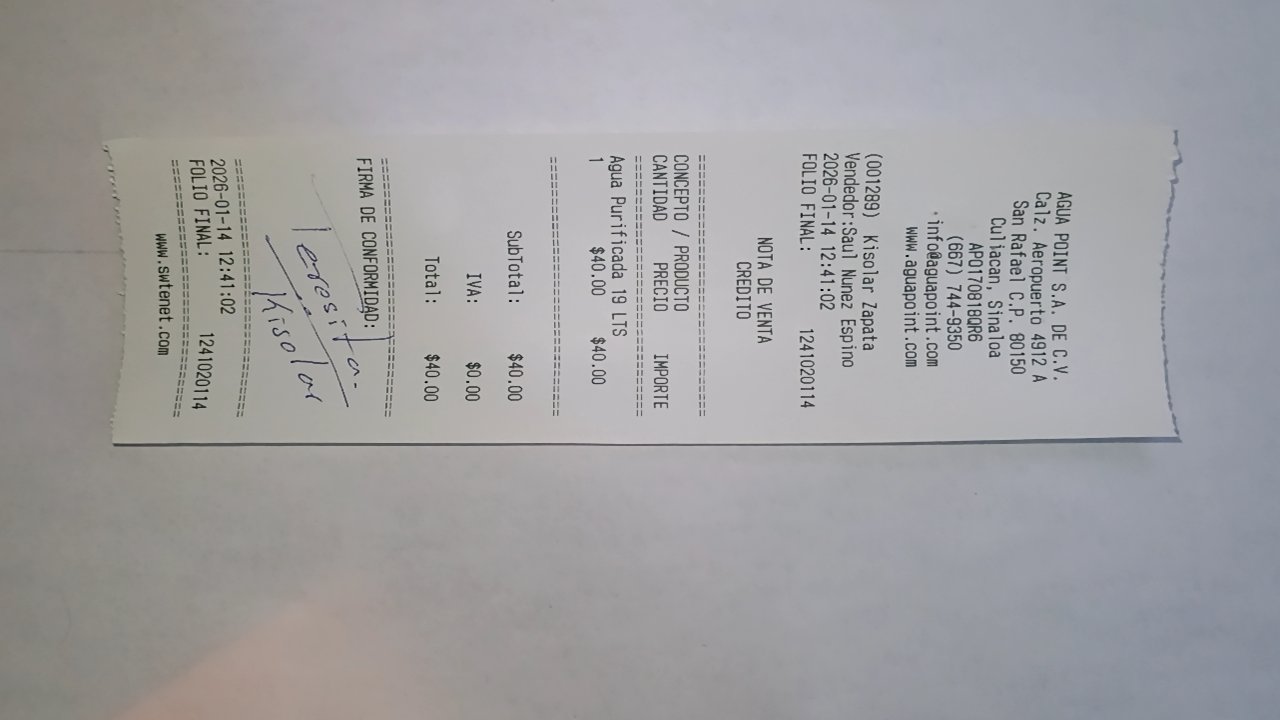 AGUA POINT S.A. DE C.V.
Calz. Aeropuerto 4912 A
San Rafael C.P. 80150
Culiacan, Sinaloa
APO170818QR6
(667) 744-9350
info@aguapoint.com
www.aguapoint.com
(001289) Kisolar Zapata
Vendedor:Saul Nunez Espino
2026-01-14 12:41:02
FOLIO FINAL: 1241020114
NOTA DE VENTA
CREDITO
==============================
CONCEPTO / PRODUCTO
CANTIDAD PRECIO IMPORTE
==============================
Agua Purificada 19 LTS
1 $40.00 $40.00
==============================
SubTotal: $40.00
IVA: $0.00
Total: $40.00
==============================
FIRMA DE CONFORMIDAD:
Teresita
Kisolar
==============================
2026-01-14 12:41:02
FOLIO FINAL: 1241020114
==============================
www.swtenet.com